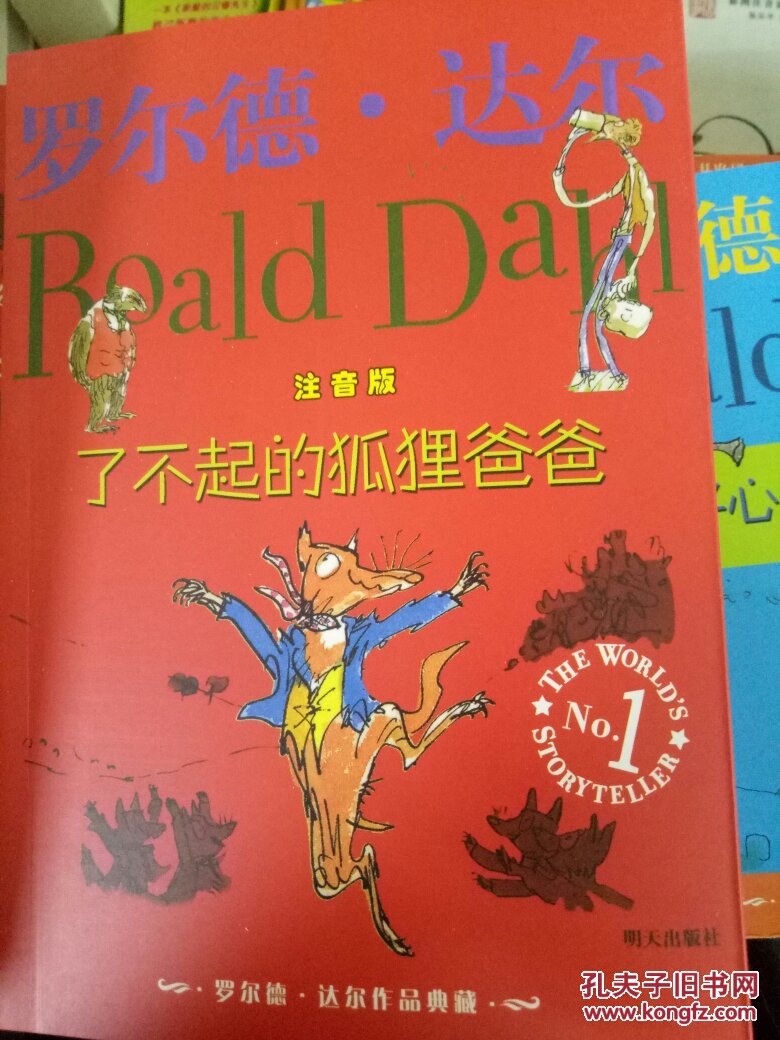 罗尔德·达尔
Roald Dahl
注音版
了不起的狐狸爸爸
THE WORLD'S
No.1
STORYTELLER
明天出版社
·罗尔德·达尔作品典藏·
德
心
孔夫子旧书网
www.kongfz.com